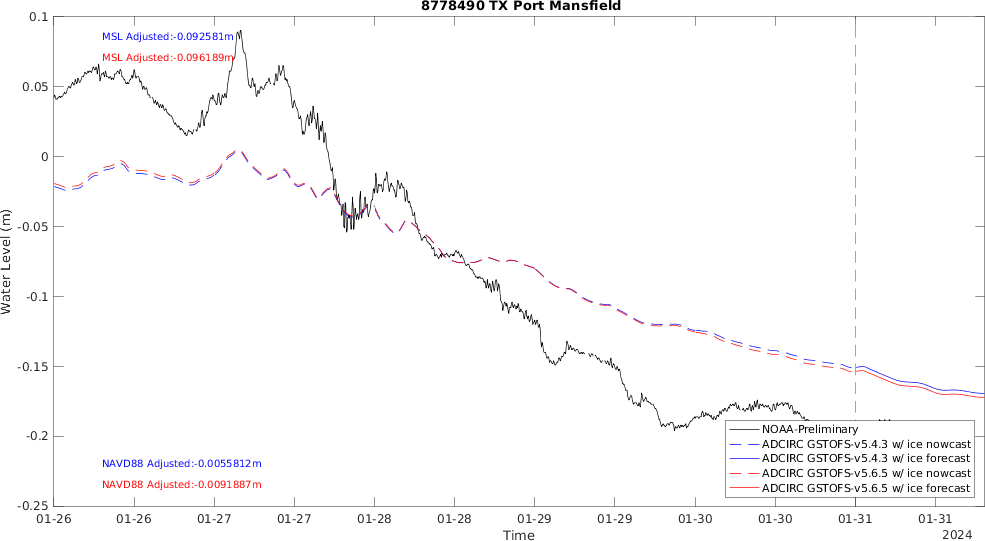 8778490 TX Port Mansfield
MSL Adjusted:-0.092581m
MSL Adjusted:-0.096189m
Water Level (m)
0.1
0.05
0
-0.05
-0.1
-0.15
-0.2
-0.25
NAVD88 Adjusted:-0.0055812m
NAVD88 Adjusted:-0.0091887m
NOAA-Preliminary
ADCIRC GSTOFS-v5.4.3 w/ ice nowcast
ADCIRC GSTOFS-v5.4.3 w/ ice forecast
ADCIRC GSTOFS-v5.6.5 w/ ice nowcast
ADCIRC GSTOFS-v5.6.5 w/ ice forecast
01-26 01-26 01-27 01-27 01-28 01-28 01-29 01-29 01-30 01-30 01-31 01-31
Time
2024